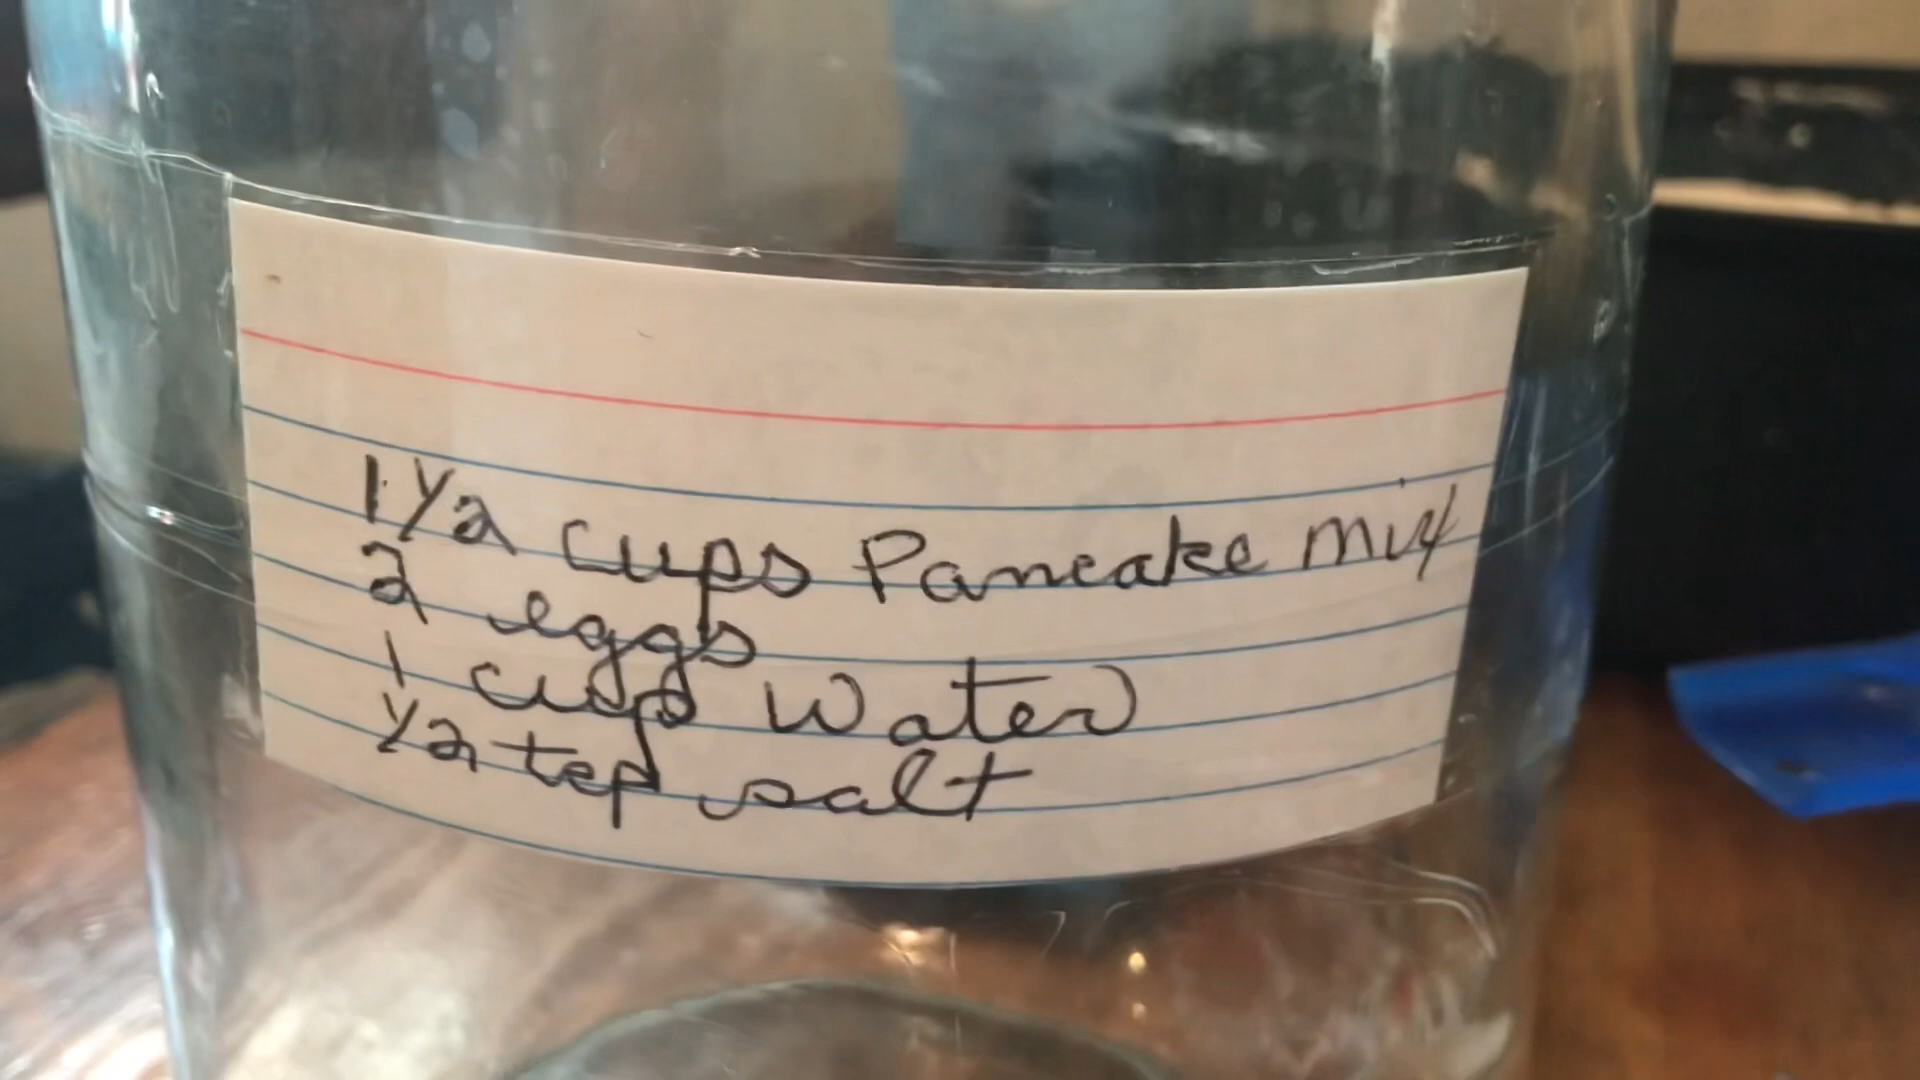 1 1/2 cups Pancake mix
2 eggs
1 cup Water
1/2 tsp salt